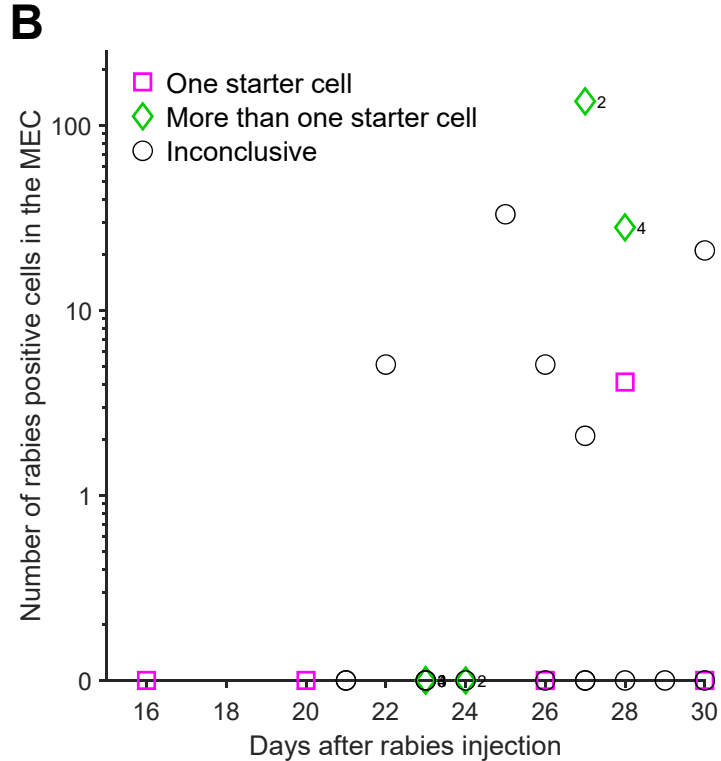 B
One starter cell
More than one starter cell
Inconclusive
Number of rabies positive cells in the MEC
100
10
1
0
2
4
2
16 18 20 22 24 26 28 30
Days after rabies injection